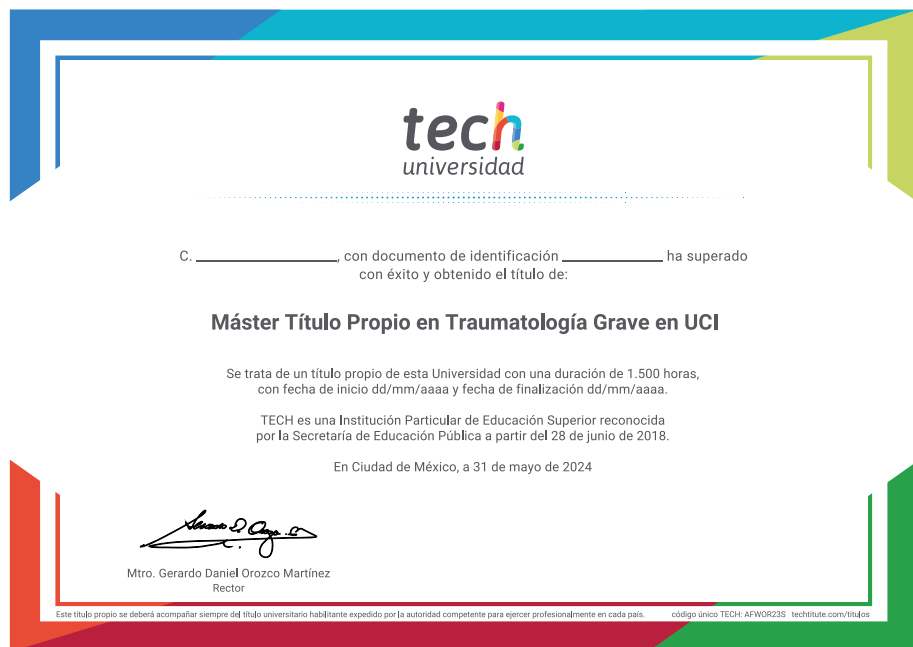 tech
universidad
C. ____________________, con documento de identificación ______________ ha superado
con éxito y obtenido el título de:
Máster Título Propio en Traumatología Grave en UCI
Se trata de un título propio de esta Universidad con una duración de 1.500 horas,
con fecha de inicio dd/mm/aaaa y fecha de finalización dd/mm/aaaa.
TECH es una Institución Particular de Educación Superior reconocida
por la Secretaría de Educación Pública a partir del 28 de junio de 2018.
En Ciudad de México, a 31 de mayo de 2024
Mtro. Gerardo Daniel Orozco Martínez
Rector
Este título propio se deberá acompañar siempre del título universitario habilitante expedido por la autoridad competente para ejercer profesionalmente en cada país. código único TECH: AFWOR23S techtitute.com/titulos